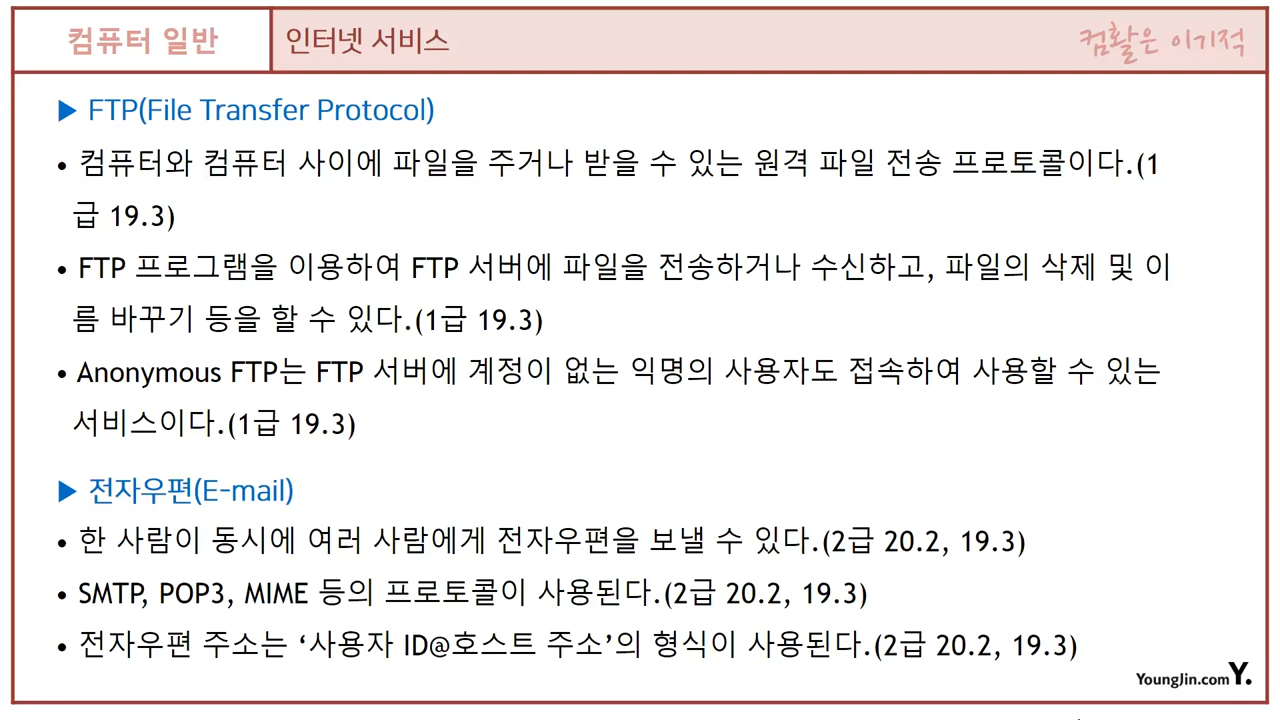 컴퓨터 일반
인터넷 서비스
컴활은 이기적
▶ FTP(File Transfer Protocol)
• 컴퓨터와 컴퓨터 사이에 파일을 주거나 받을 수 있는 원격 파일 전송 프로토콜이다.(1
급 19.3)
• FTP 프로그램을 이용하여 FTP 서버에 파일을 전송하거나 수신하고, 파일의 삭제 및 이
름 바꾸기 등을 할 수 있다.(1급 19.3)
• Anonymous FTP는 FTP 서버에 계정이 없는 익명의 사용자도 접속하여 사용할 수 있는
서비스이다.(1급 19.3)
▶ 전자우편(E-mail)
• 한 사람이 동시에 여러 사람에게 전자우편을 보낼 수 있다.(2급 20.2, 19.3)
• SMTP, POP3, MIME 등의 프로토콜이 사용된다.(2급 20.2, 19.3)
• 전자우편 주소는 ‘사용자 ID@호스트 주소’의 형식이 사용된다.(2급 20.2, 19.3)
YoungJin.com Y.